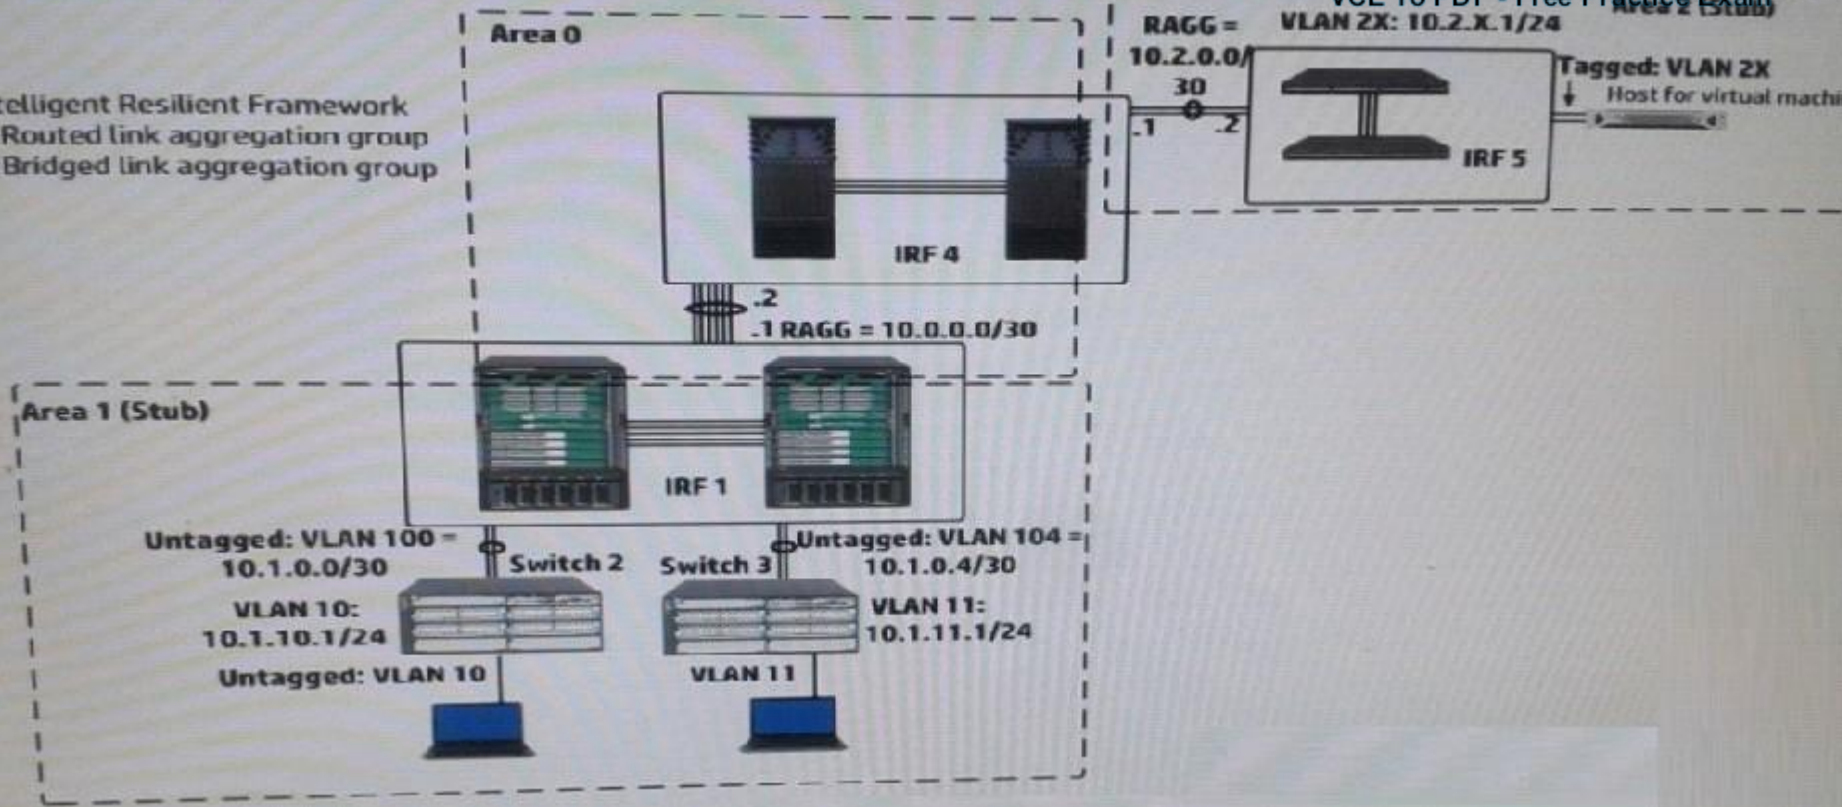 Area 0
RAGG =
10.2.0.0/
30
VLAN 2X: 10.2.X.1/24
Area 2 (Stub)
Tagged: VLAN 2X
Host for virtual machi
.1
.2
IRF 5
telligent Resilient Framework
Routed link aggregation group
Bridged link aggregation group
IRF 4
.2
.1 RAGG = 10.0.0.0/30
Area 1 (Stub)
IRF 1
Untagged: VLAN 100 =
10.1.0.0/30
Switch 2
Switch 3
Untagged: VLAN 104 =
10.1.0.4/30
VLAN 10:
10.1.10.1/24
VLAN 11:
10.1.11.1/24
Untagged: VLAN 10
VLAN 11